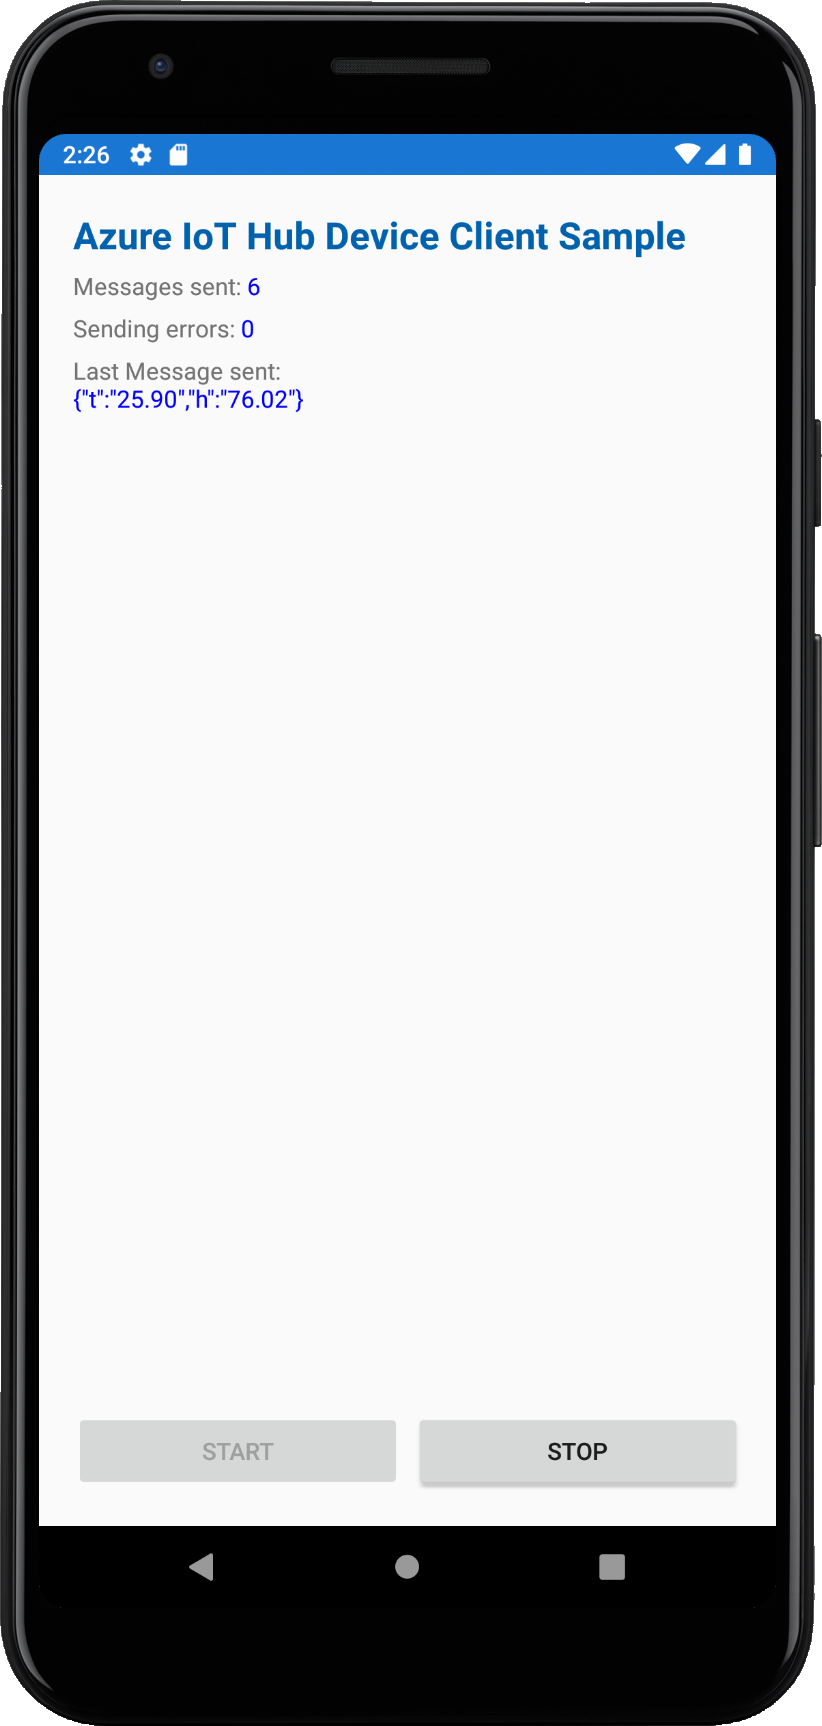 2:26
Azure IoT Hub Device Client Sample
Messages sent: 6
Sending errors: 0
Last Message sent:
{"t":"25.90","h":"76.02"}
START
STOP